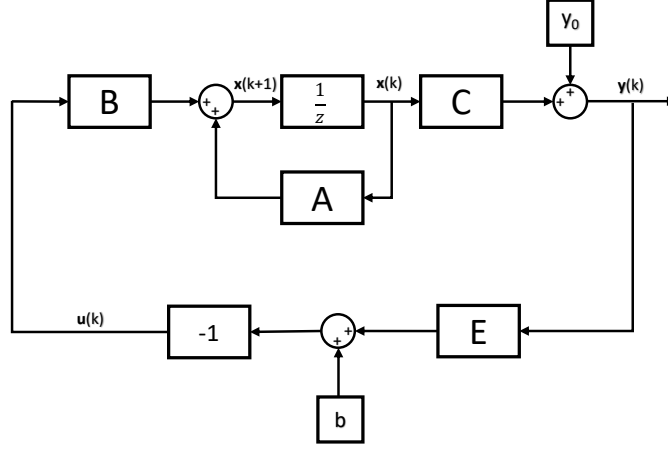 y₀
x(k+1)
x(k)
y(k)
B
+
+
1
z
C
+
+
A
u(k)
-1
+
+
E
b